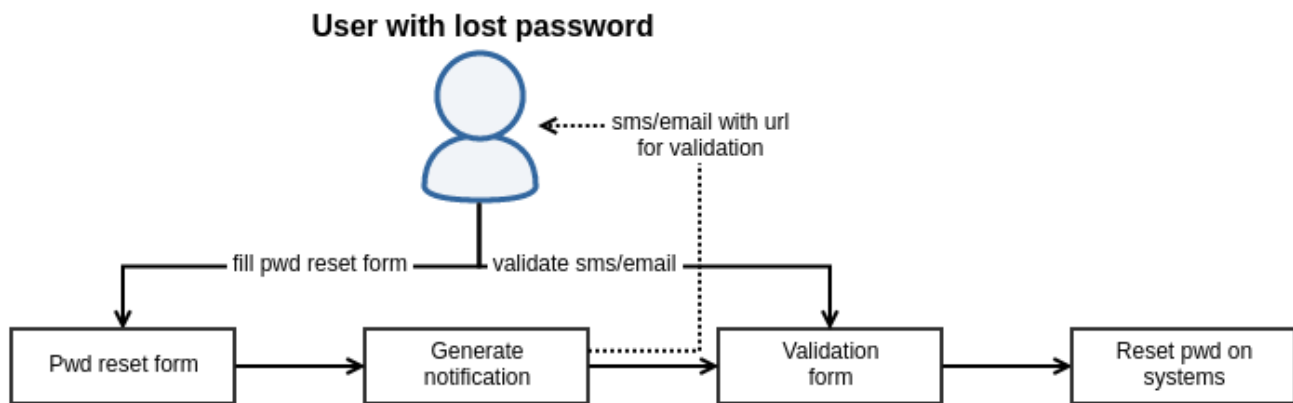 User with lost password
sms/email with url
for validation
fill pwd reset form
validate sms/email
Pwd reset form
Generate
notification
Validation
form
Reset pwd on
systems